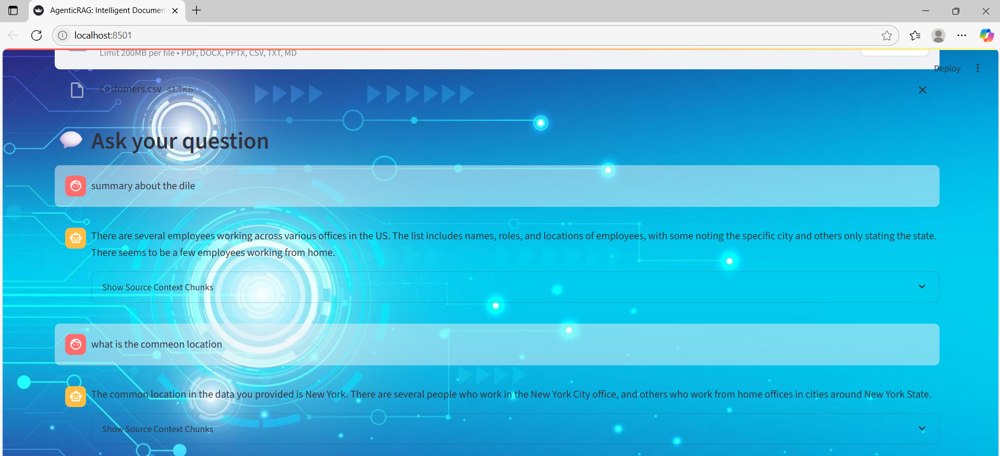 AgenticRAG: Intelligent Documen
localhost:8501
Limit 200MB per file • PDF, DOCX, PPTX, CSV, TXT, MD
Deploy
customers.csv 41.7KB
Ask your question
summary about the dile
There are several employees working across various offices in the US. The list includes names, roles, and locations of employees, with some noting the specific city and others only stating the state.
There seems to be a few employees working from home.
Show Source Context Chunks
what is the commeon location
The common location in the data you provided is New York. There are several people who work in the New York City office, and others who work from home offices in cities around New York State.
Show Source Context Chunks